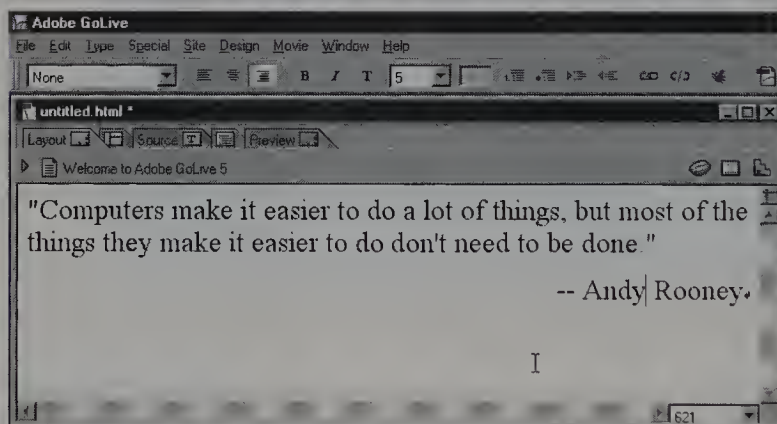 Adobe GoLive
File Edit Type Special Site Design Movie Window Help
None B I T 5
untitled.html *
Layout Source T Preview
Welcome to Adobe GoLive 5
"Computers make it easier to do a lot of things, but most of the
things they make it easier to do don't need to be done."
-- Andy Rooney
621